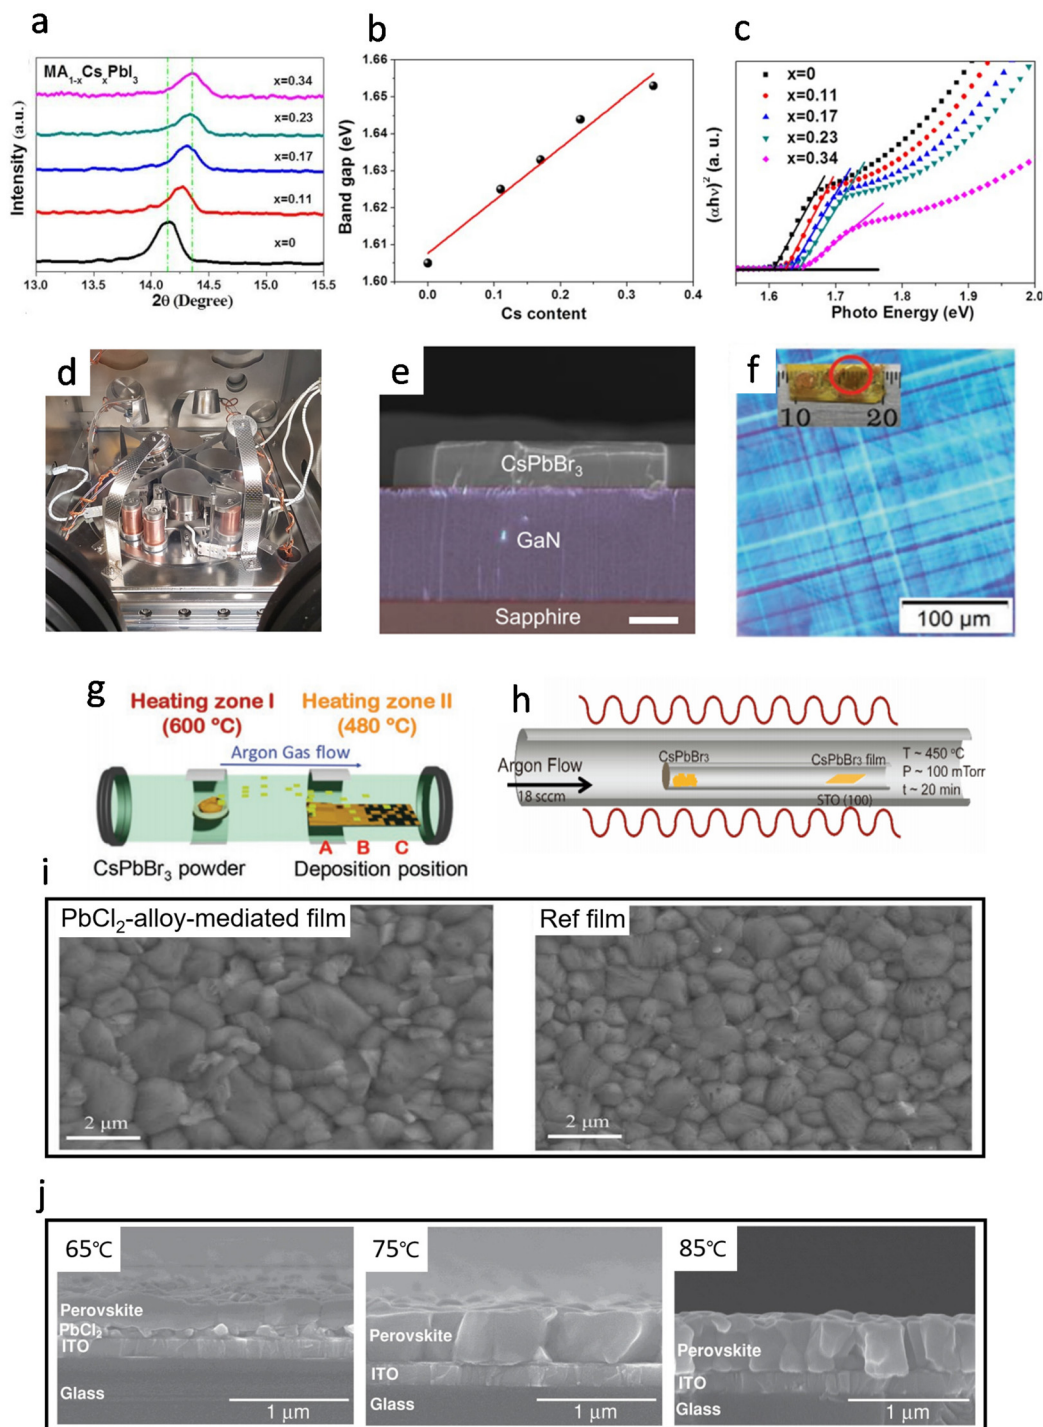 a
MA₁₋ₓCsₓPbI₃
x=0.34
x=0.23
x=0.17
x=0.11
x=0
Intensity (a.u.)
13.0 13.5 14.0 14.5 15.0 15.5
2θ (Degree)
b
1.66
1.65
1.64
1.63
1.62
1.61
1.60
Band gap (eV)
0.0 0.1 0.2 0.3 0.4
Cs content
c
x=0
x=0.11
x=0.17
x=0.23
x=0.34
(αhν)² (a. u.)
1.6 1.7 1.8 1.9 2.0
Photo Energy (eV)
d
e
CsPbBr₃
GaN
Sapphire
f
10 20
100 µm
g
Heating zone I
(600 °C)
Heating zone II
(480 °C)
Argon Gas flow
A B C
CsPbBr₃ powder
Deposition position
h
Argon Flow
18 sccm
CsPbBr₃
CsPbBr₃ film
STO (100)
T ~ 450 °C
P ~ 100 mTorr
t ~ 20 min
i
PbCl₂-alloy-mediated film
2 µm
Ref film
2 µm
j
65℃
Perovskite
PbCl₂
ITO
Glass
1 µm
75℃
Perovskite
ITO
Glass
1 µm
85℃
Perovskite
ITO
Glass
1 µm